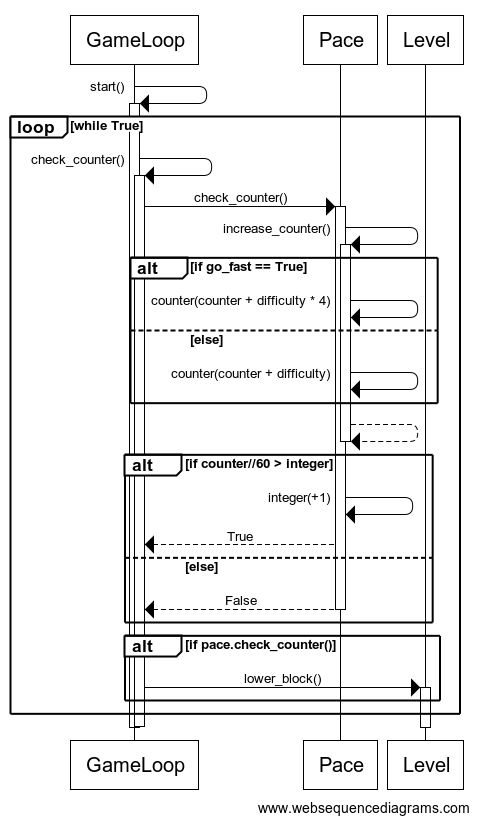 GameLoop Pace Level
start()
loop [while True]
check_counter()
check_counter()
increase_counter()
alt [if go_fast == True]
counter(counter + difficulty * 4)
[else]
counter(counter + difficulty)
alt [if counter//60 > integer]
integer(+1)
True
[else]
False
alt [if pace.check_counter()]
lower_block()
GameLoop Pace Level
www.websequencediagrams.com